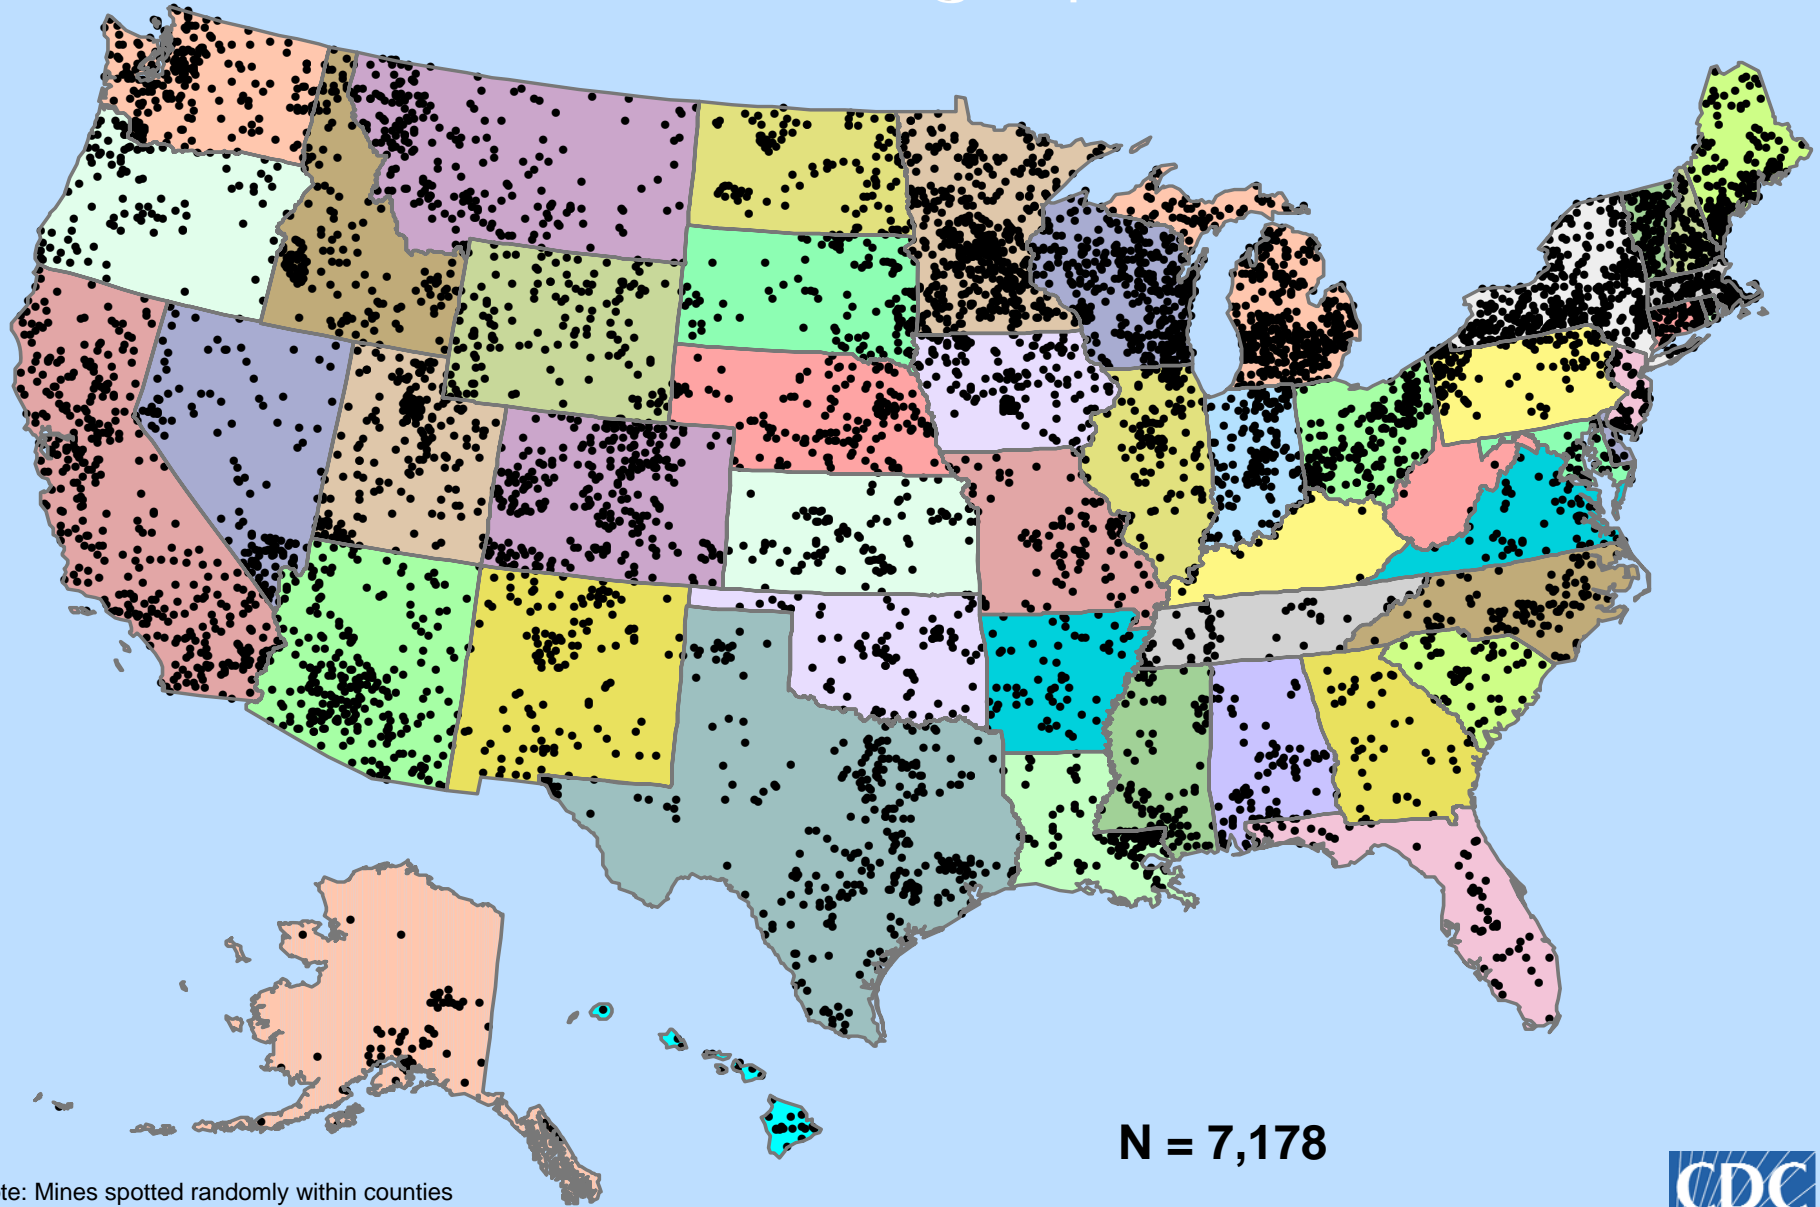 N = 7,178
te: Mines spotted randomly within counties
CDC